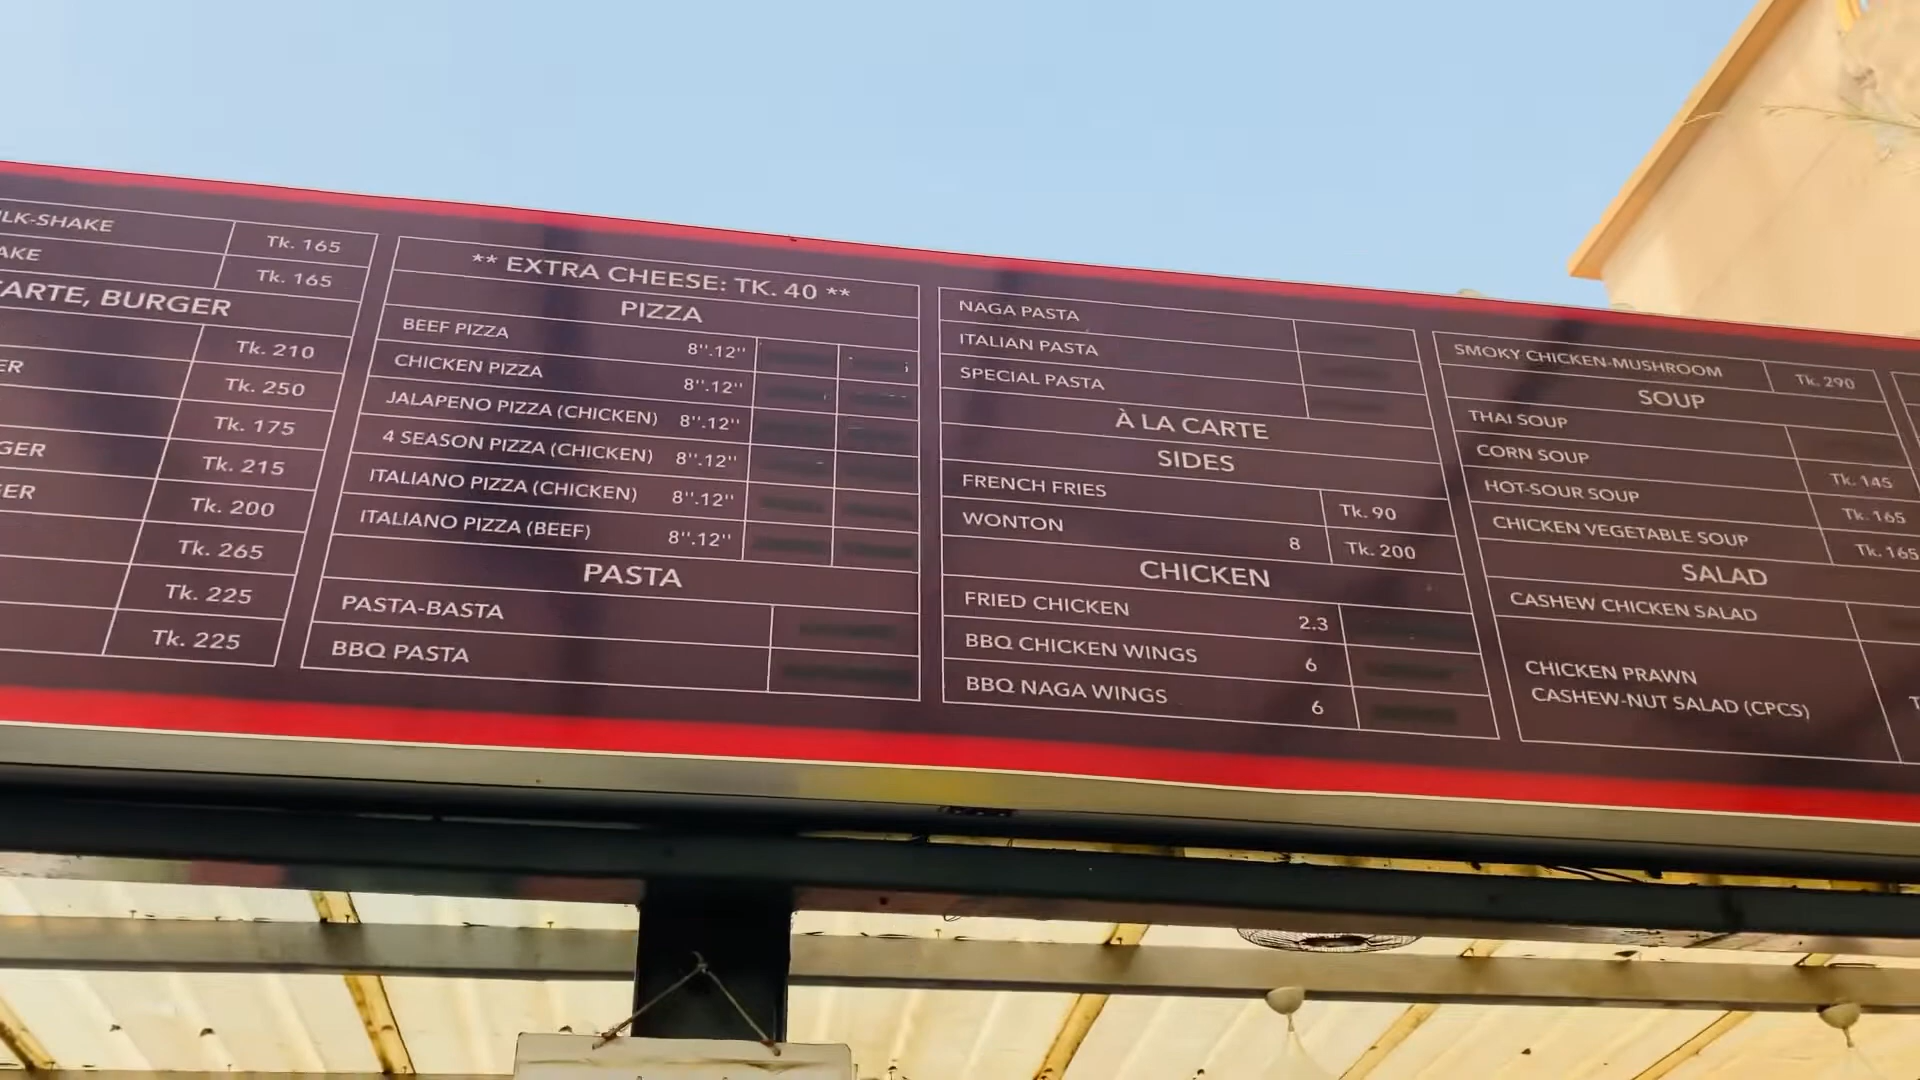 LK-SHAKE Tk. 165
AKE Tk. 165
CARTE, BURGER
Tk. 210
ER Tk. 250
Tk. 175
GER Tk. 215
ER Tk. 200
Tk. 265
Tk. 225
Tk. 225
** EXTRA CHEESE: TK. 40 **
PIZZA
BEEF PIZZA 8''.12''
CHICKEN PIZZA 8''.12''
JALAPENO PIZZA (CHICKEN) 8''.12''
4 SEASON PIZZA (CHICKEN) 8''.12''
ITALIANO PIZZA (CHICKEN) 8''.12''
ITALIANO PIZZA (BEEF) 8''.12''
PASTA
PASTA-BASTA
BBQ PASTA
NAGA PASTA
ITALIAN PASTA
SPECIAL PASTA
À LA CARTE
SIDES
FRENCH FRIES Tk. 90
WONTON 8 Tk. 200
CHICKEN
FRIED CHICKEN 2.3
BBQ CHICKEN WINGS 6
BBQ NAGA WINGS 6
SMOKY CHICKEN-MUSHROOM Tk. 290
SOUP
THAI SOUP
CORN SOUP Tk. 145
HOT-SOUR SOUP Tk. 165
CHICKEN VEGETABLE SOUP Tk. 165
SALAD
CASHEW CHICKEN SALAD
CHICKEN PRAWN
CASHEW-NUT SALAD (CPCS) T